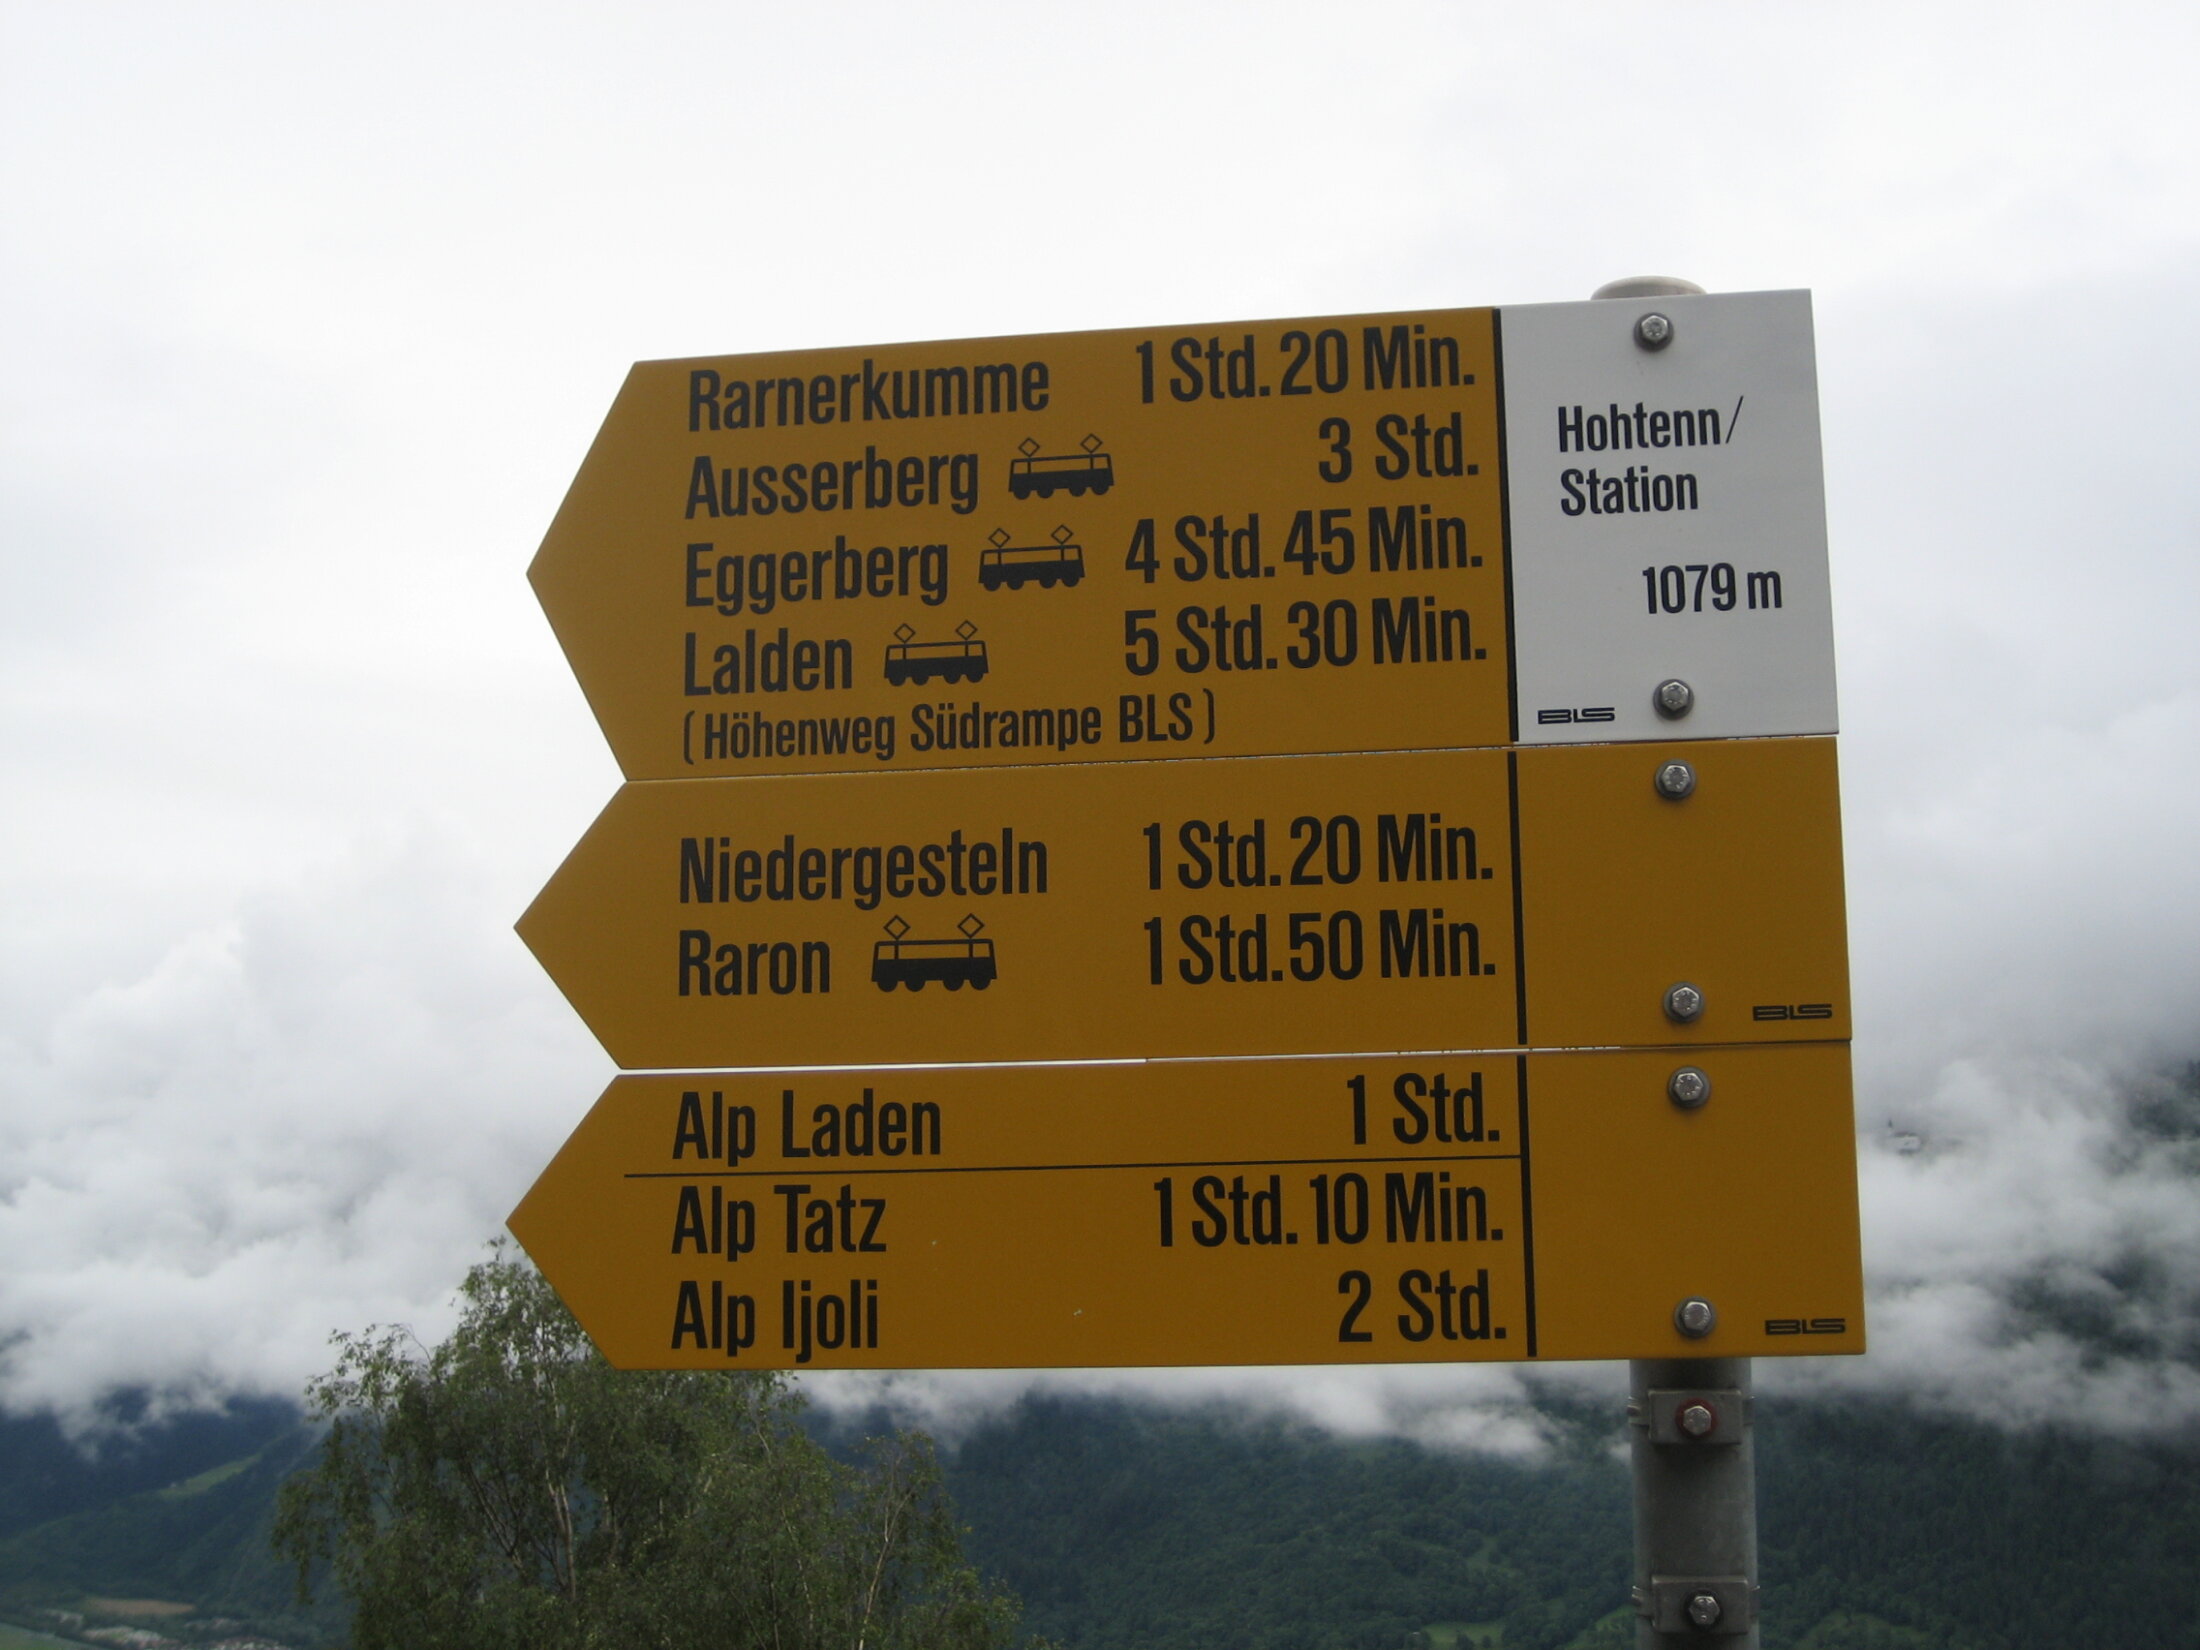 Rarnerkumme 1 Std. 20 Min.
Ausserberg 3 Std.
Eggerberg 4 Std. 45 Min.
Lalden 5 Std. 30 Min.
(Höhenweg Südrampe BLS)
Hohtenn/
Station
1079 m
BLS
Niedergesteln 1 Std. 20 Min.
Raron 1 Std. 50 Min.
BLS
Alp Laden 1 Std.
Alp Tatz 1 Std. 10 Min.
Alp Ijoli 2 Std.
BLS